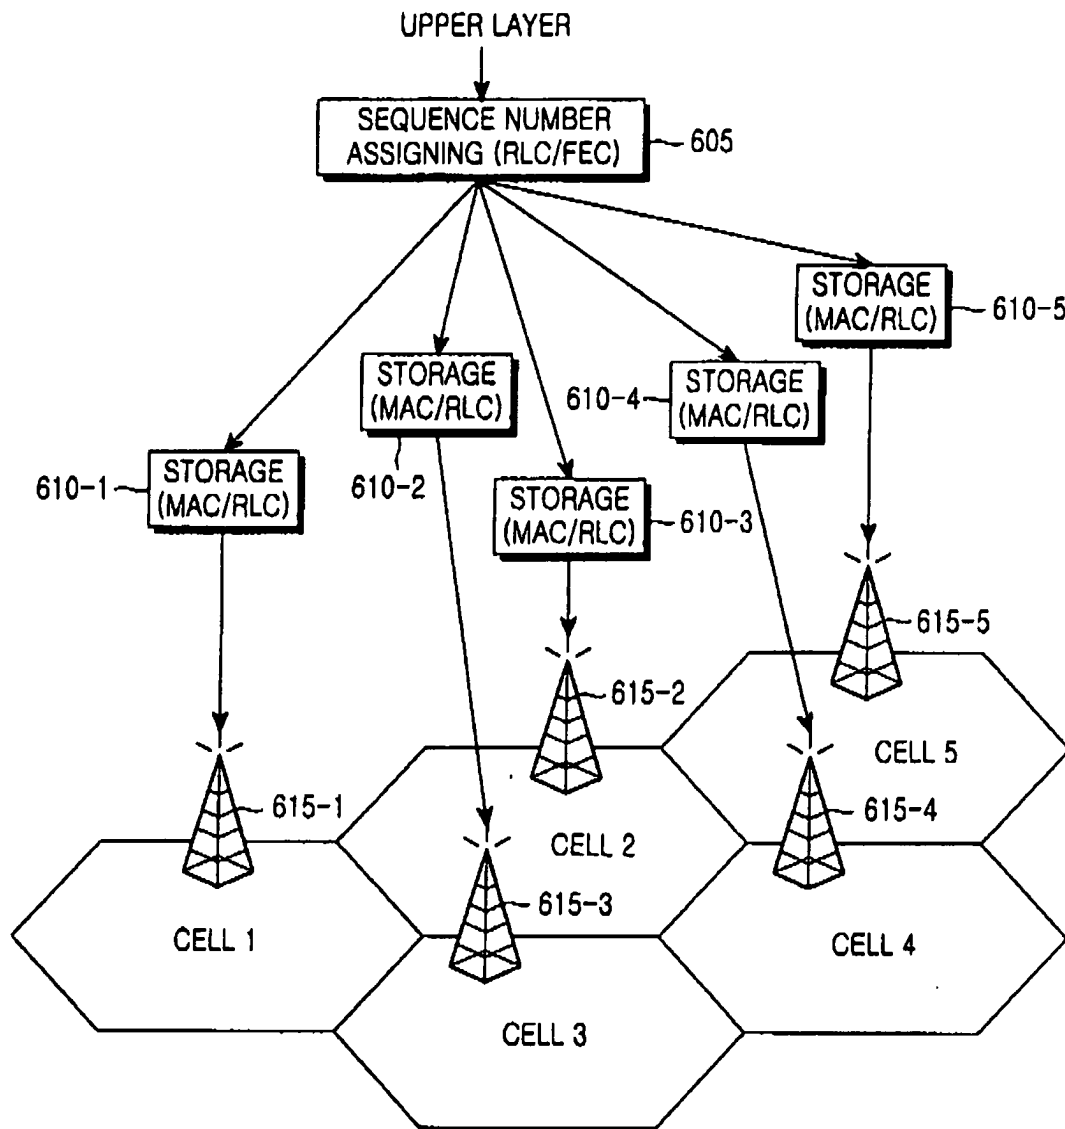 UPPER LAYER
SEQUENCE NUMBER
ASSIGNING (RLC/FEC)
605
STORAGE
(MAC/RLC)
610-5
STORAGE
(MAC/RLC)
610-2
610-4
STORAGE
(MAC/RLC)
610-1
STORAGE
(MAC/RLC)
STORAGE
(MAC/RLC)
610-3
615-5
615-2
CELL 5
615-1
615-4
CELL 2
615-3
CELL 1
CELL 4
CELL 3